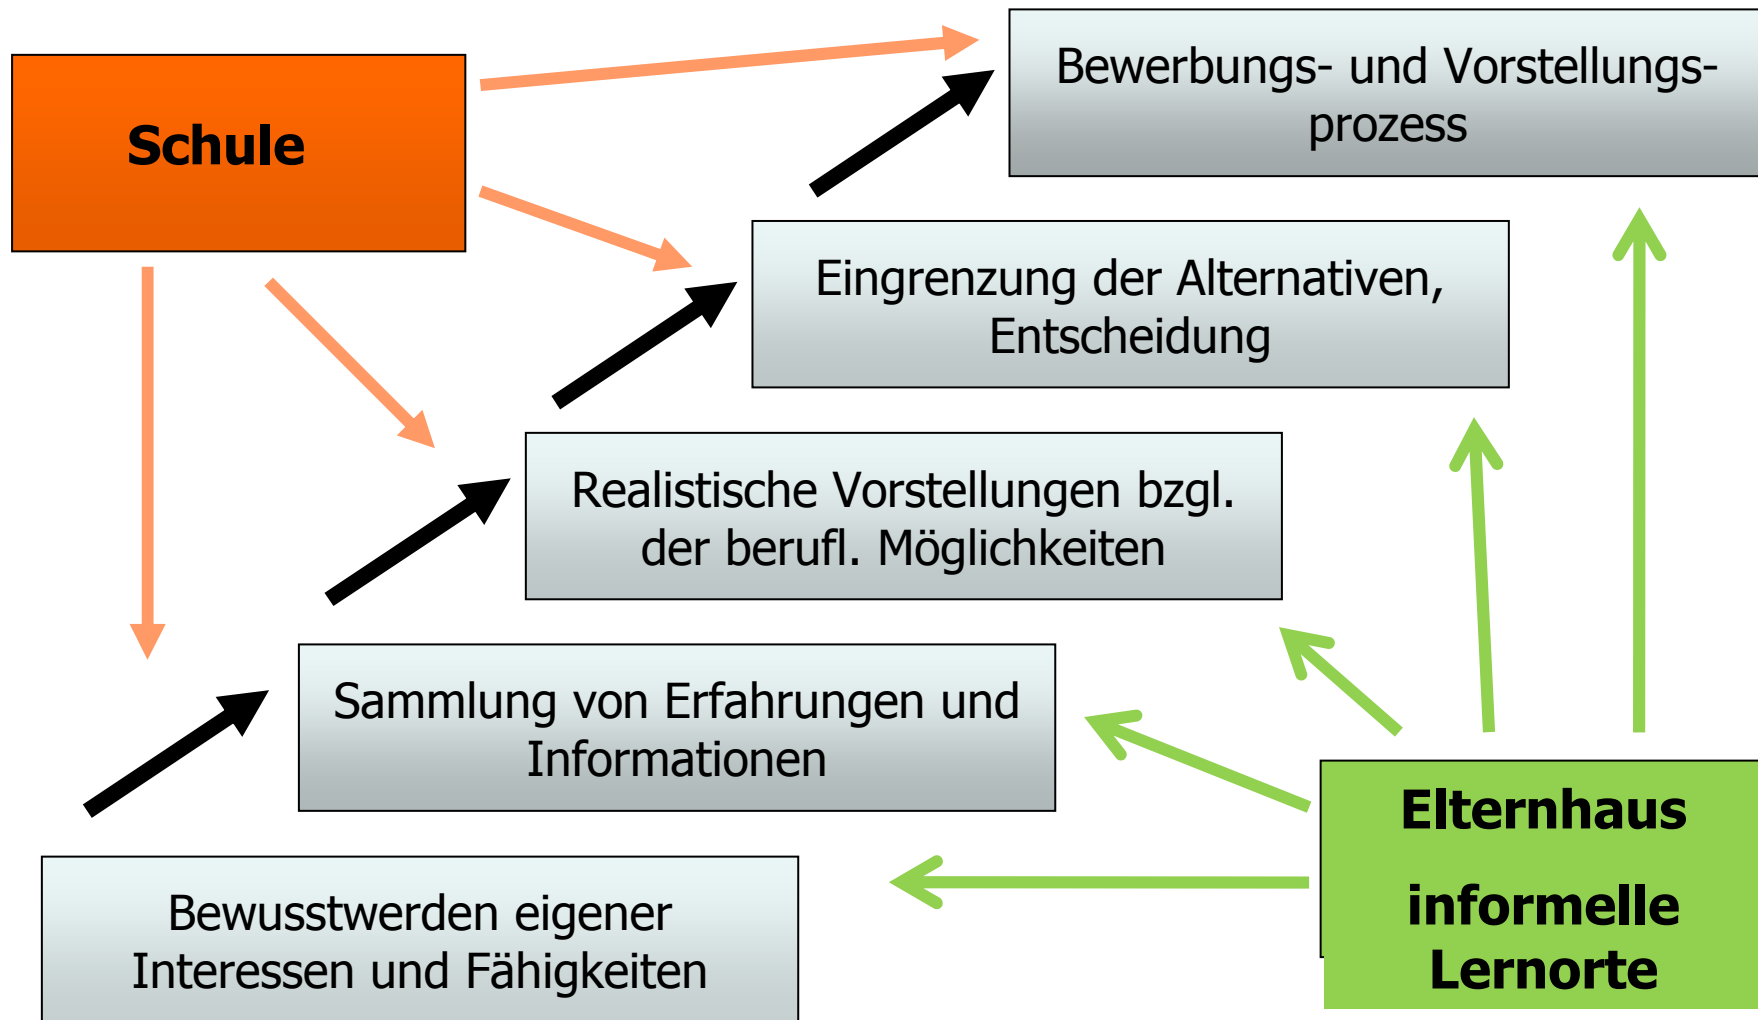 Schule
Bewerbungs- und Vorstellungs-
prozess
Eingrenzung der Alternativen,
Entscheidung
Realistische Vorstellungen bzgl.
der berufl. Möglichkeiten
Sammlung von Erfahrungen und
Informationen
Bewusstwerden eigener
Interessen und Fähigkeiten
Elternhaus
informelle
Lernorte